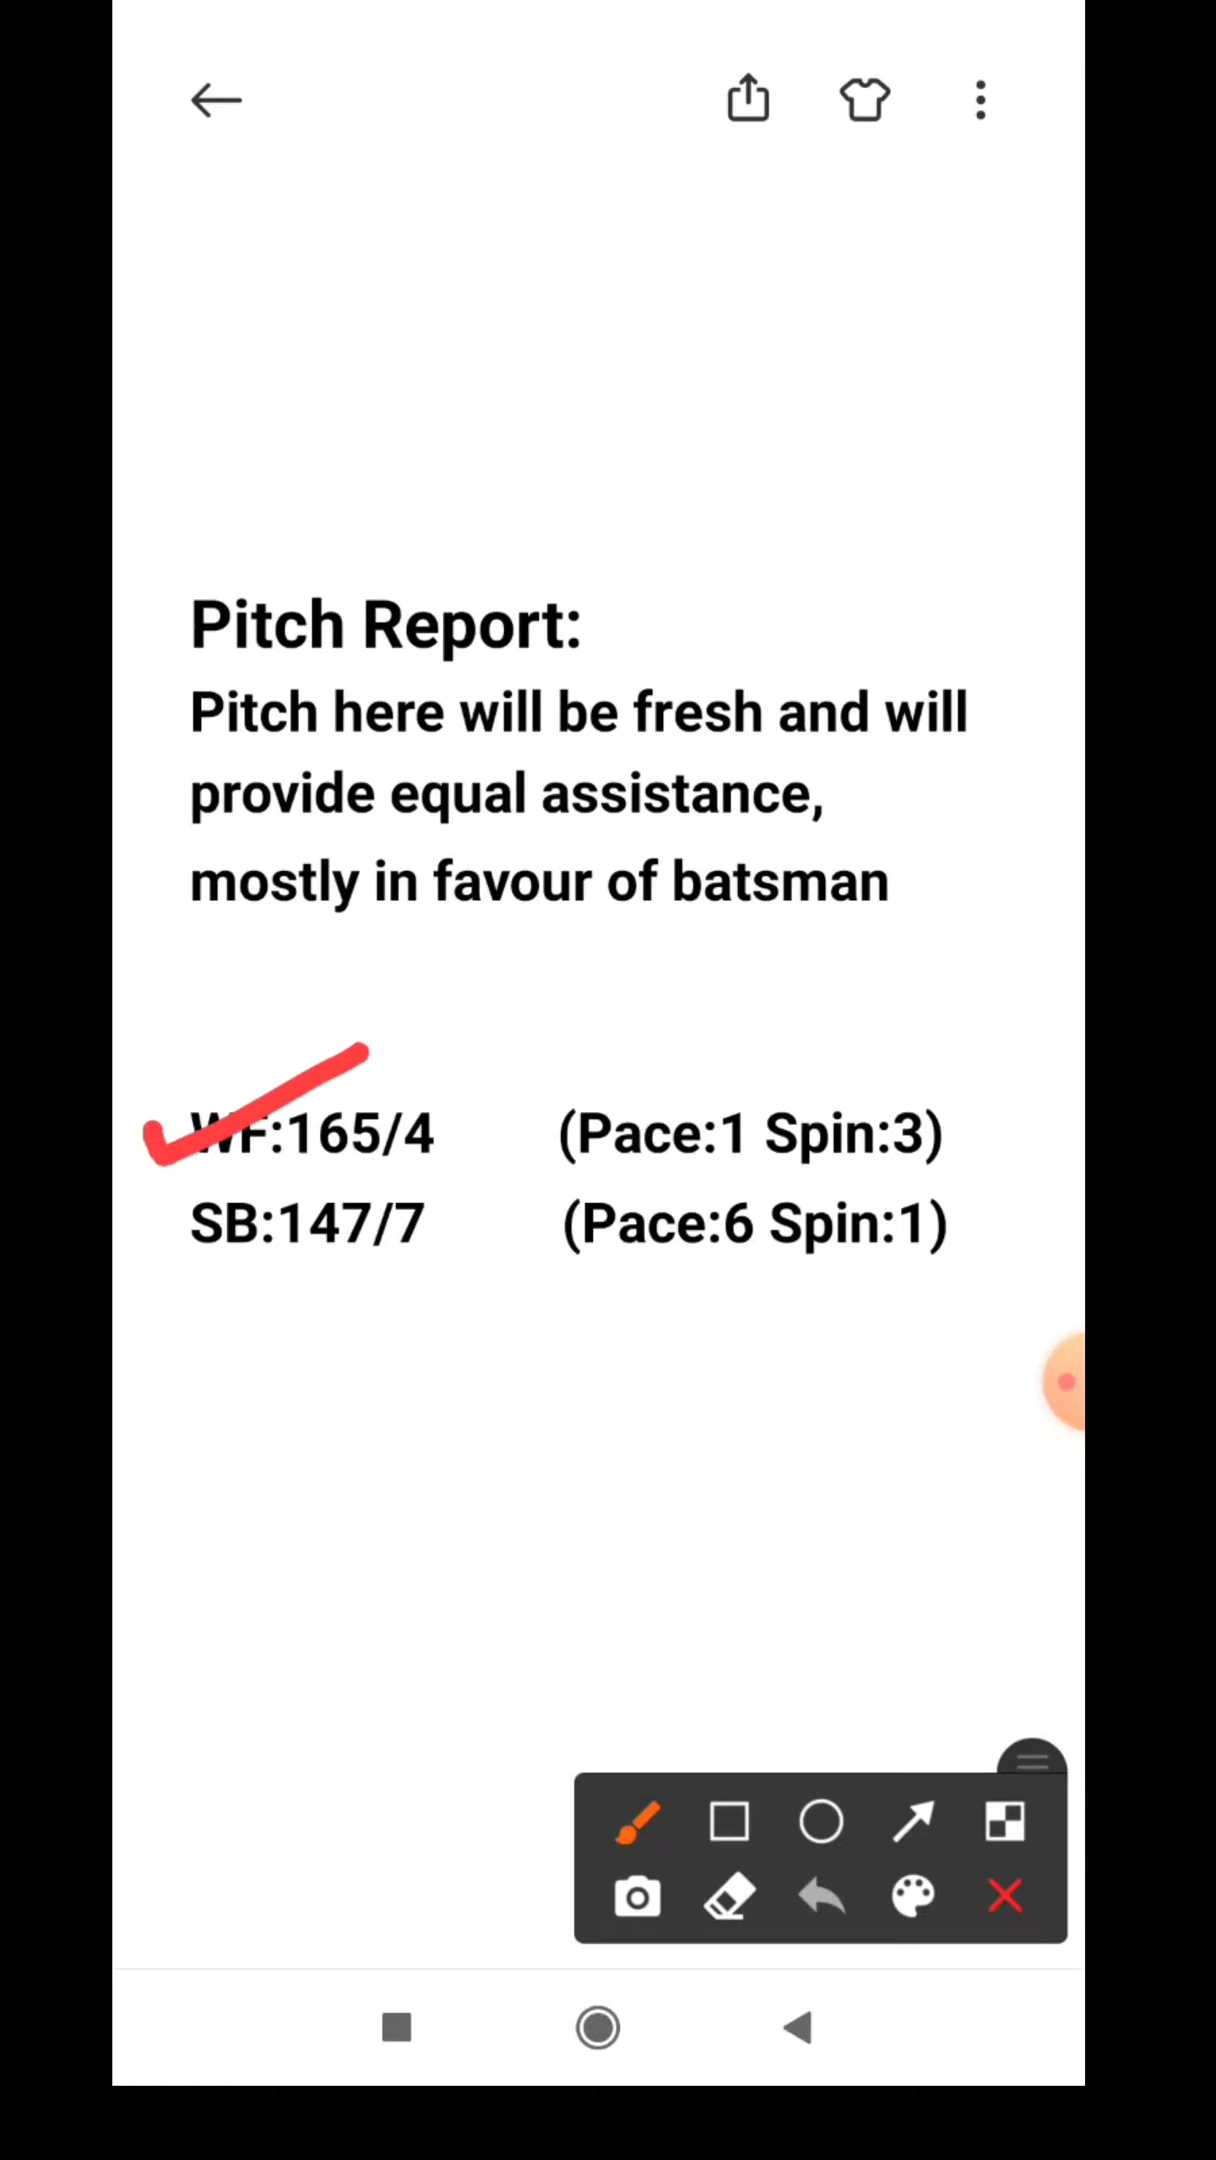 Pitch Report:
Pitch here will be fresh and will
provide equal assistance,
mostly in favour of batsman
WF:165/4 (Pace:1 Spin:3)
SB:147/7 (Pace:6 Spin:1)